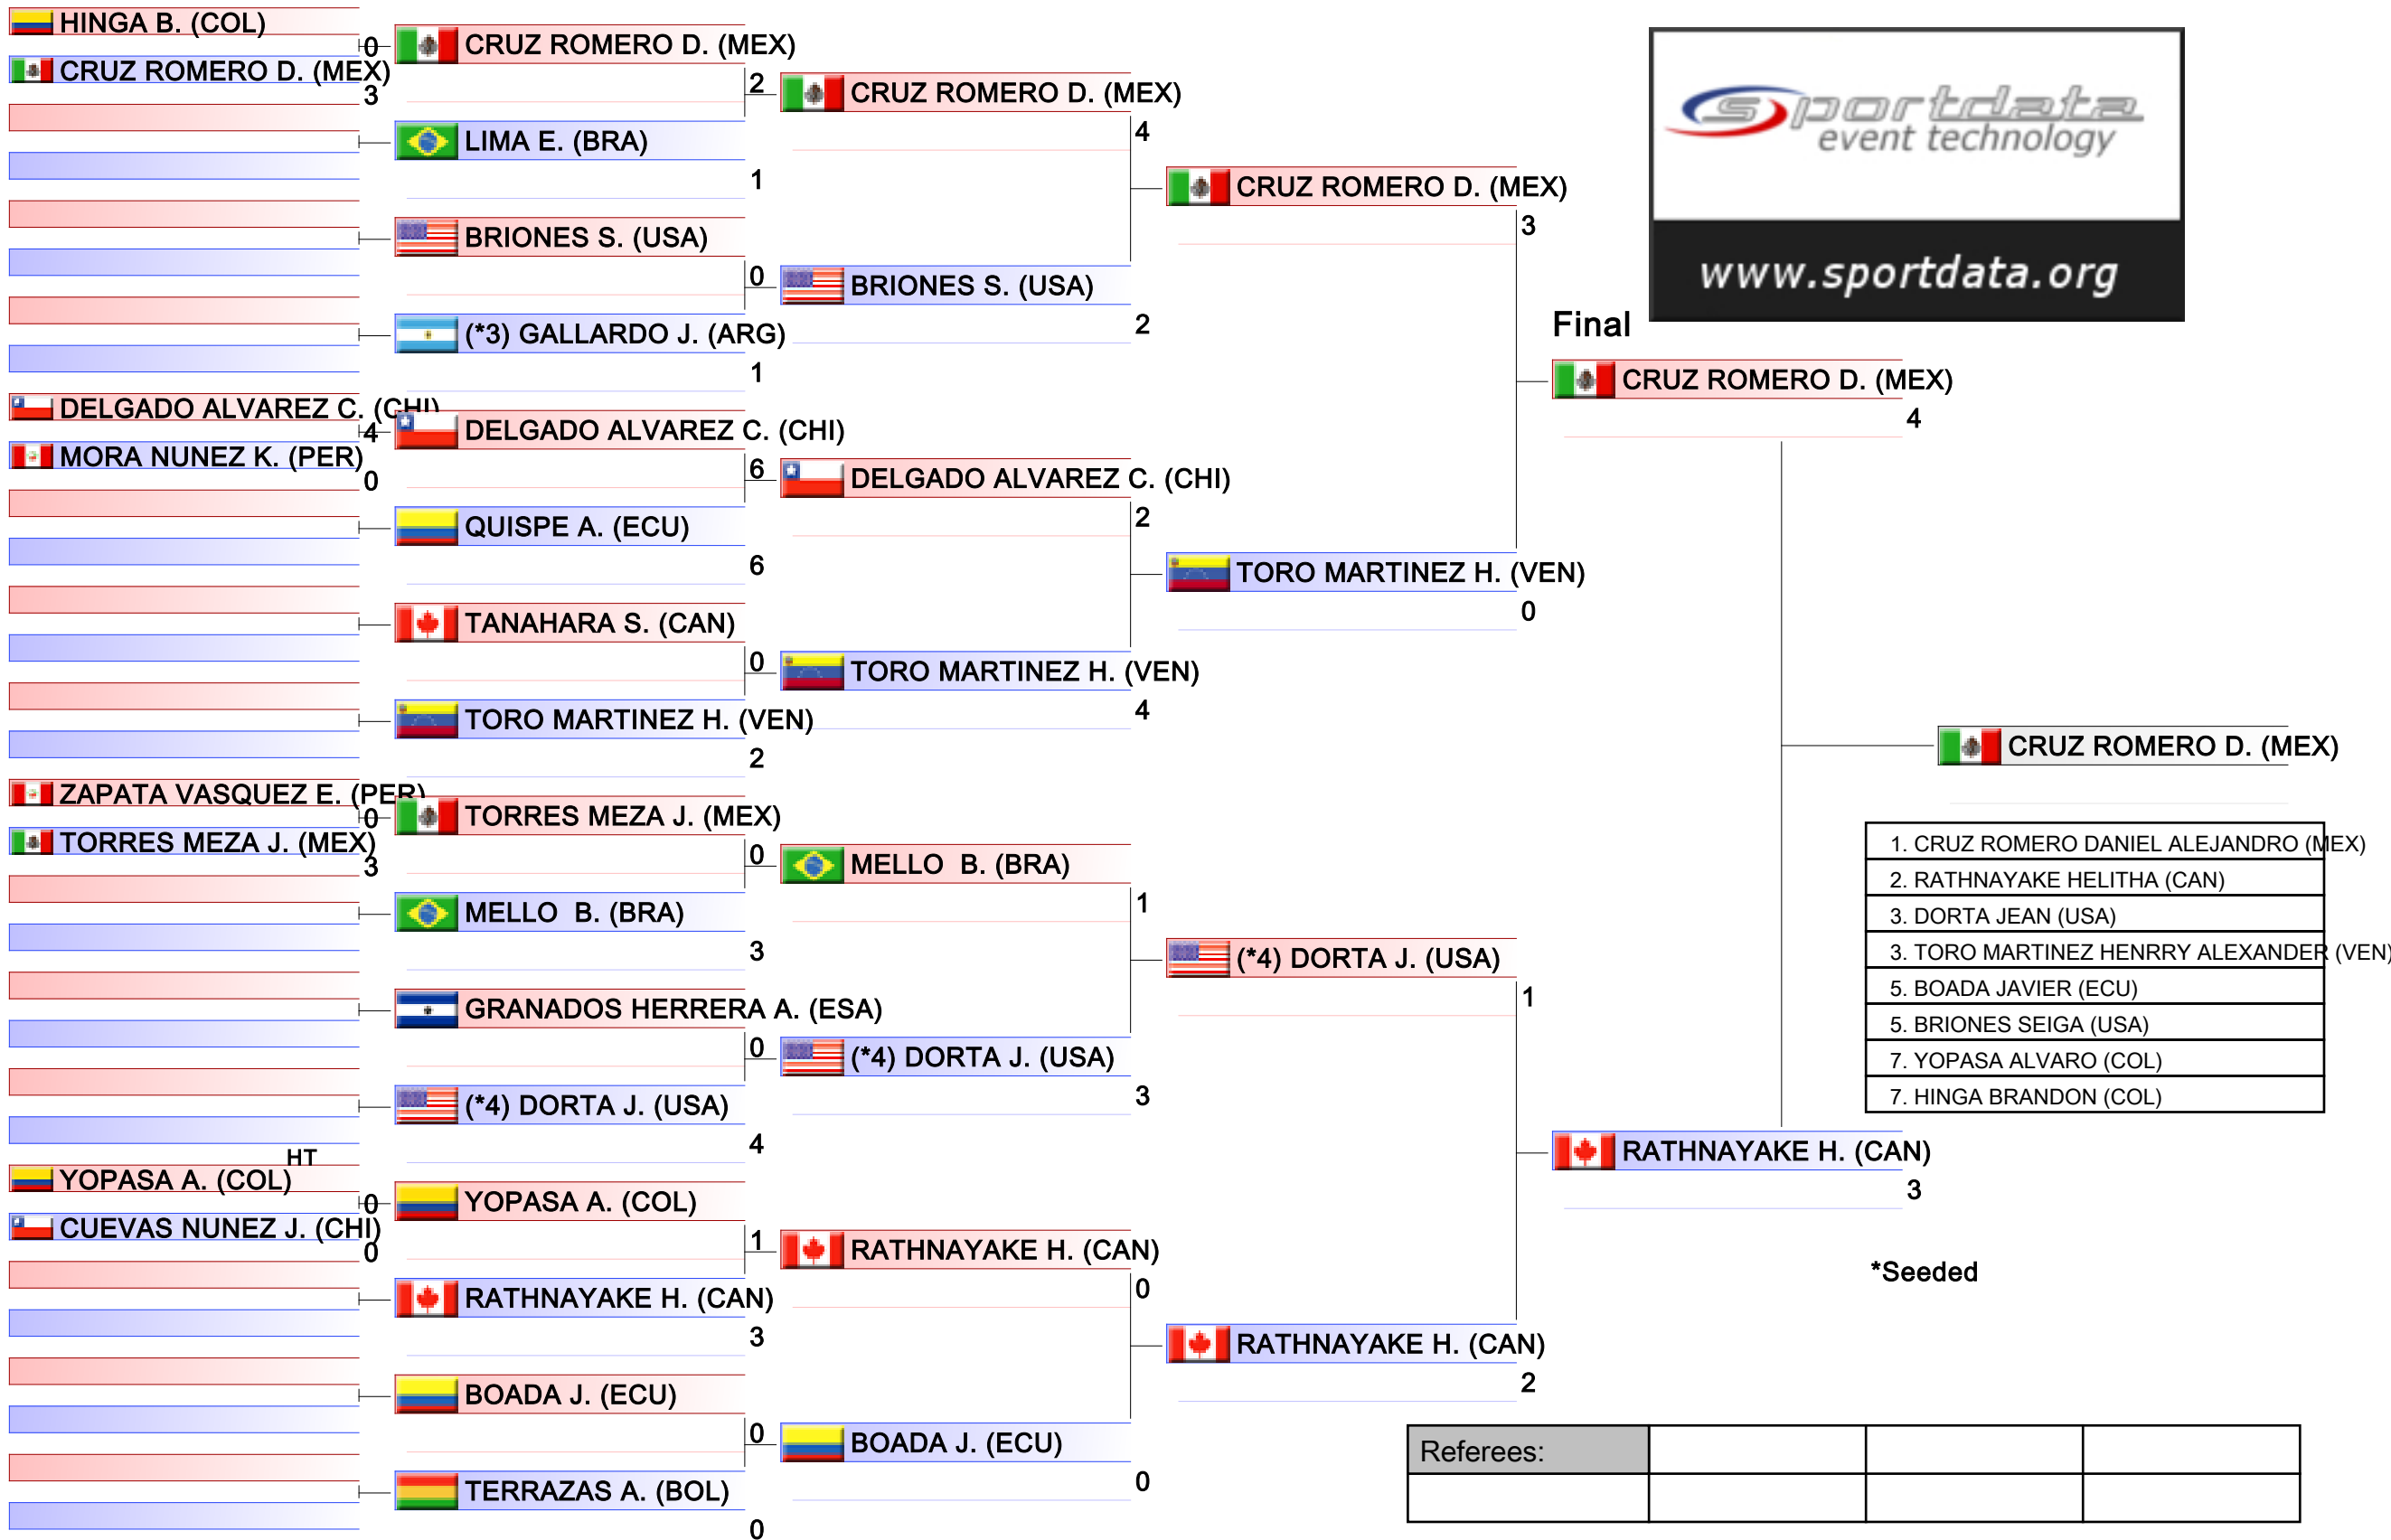 HINGA B. (COL)
0
CRUZ ROMERO D. (MEX)
3
DELGADO ALVAREZ C. (CHI)
4
MORA NUNEZ K. (PER)
0
ZAPATA VASQUEZ E. (PER)
0
TORRES MEZA J. (MEX)
3
HT
YOPASA A. (COL)
0
CUEVAS NUNEZ J. (CHI)
0
CRUZ ROMERO D. (MEX)
2
LIMA E. (BRA)
1
BRIONES S. (USA)
0
(*3) GALLARDO J. (ARG)
1
DELGADO ALVAREZ C. (CHI)
6
QUISPE A. (ECU)
6
TANAHARA S. (CAN)
0
TORO MARTINEZ H. (VEN)
2
TORRES MEZA J. (MEX)
0
MELLO  B. (BRA)
3
GRANADOS HERRERA A. (ESA)
0
(*4) DORTA J. (USA)
4
YOPASA A. (COL)
1
RATHNAYAKE H. (CAN)
3
BOADA J. (ECU)
0
TERRAZAS A. (BOL)
0
CRUZ ROMERO D. (MEX)
4
BRIONES S. (USA)
2
DELGADO ALVAREZ C. (CHI)
2
TORO MARTINEZ H. (VEN)
4
MELLO  B. (BRA)
1
(*4) DORTA J. (USA)
3
RATHNAYAKE H. (CAN)
0
BOADA J. (ECU)
0
CRUZ ROMERO D. (MEX)
3
TORO MARTINEZ H. (VEN)
0
(*4) DORTA J. (USA)
1
RATHNAYAKE H. (CAN)
2
sportdata
event technology
www.sportdata.org
Final
CRUZ ROMERO D. (MEX)
4
RATHNAYAKE H. (CAN)
3
CRUZ ROMERO D. (MEX)
1. CRUZ ROMERO DANIEL ALEJANDRO (MEX)
2. RATHNAYAKE HELITHA (CAN)
3. DORTA JEAN (USA)
3. TORO MARTINEZ HENRRY ALEXANDER (VEN)
5. BOADA JAVIER (ECU)
5. BRIONES SEIGA (USA)
7. YOPASA ALVARO (COL)
7. HINGA BRANDON (COL)
*Seeded
Referees: